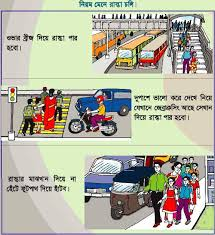 নিয়ম মেনে রাস্তা চলি।
ওভার ব্রীজ দিয়ে রাস্তা পার
হবো।
দুপাশে ভালো করে দেখে নিয়ে
যেখানে জেব্রাক্রসিং আছে সেখান
দিয়ে রাস্তা পার হবো।
রাস্তার মাঝখান দিয়ে না
হেঁটে ফুটপাথ দিয়ে হাঁটব।